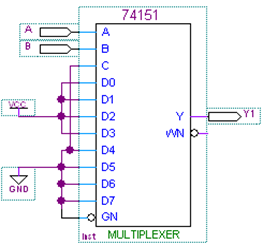 74151
A A
B B
C
D0
D1
VCC D2 Y Y1
D3 WN
D4
GND D5
D6
D7
GN
inst MULTIPLEXER